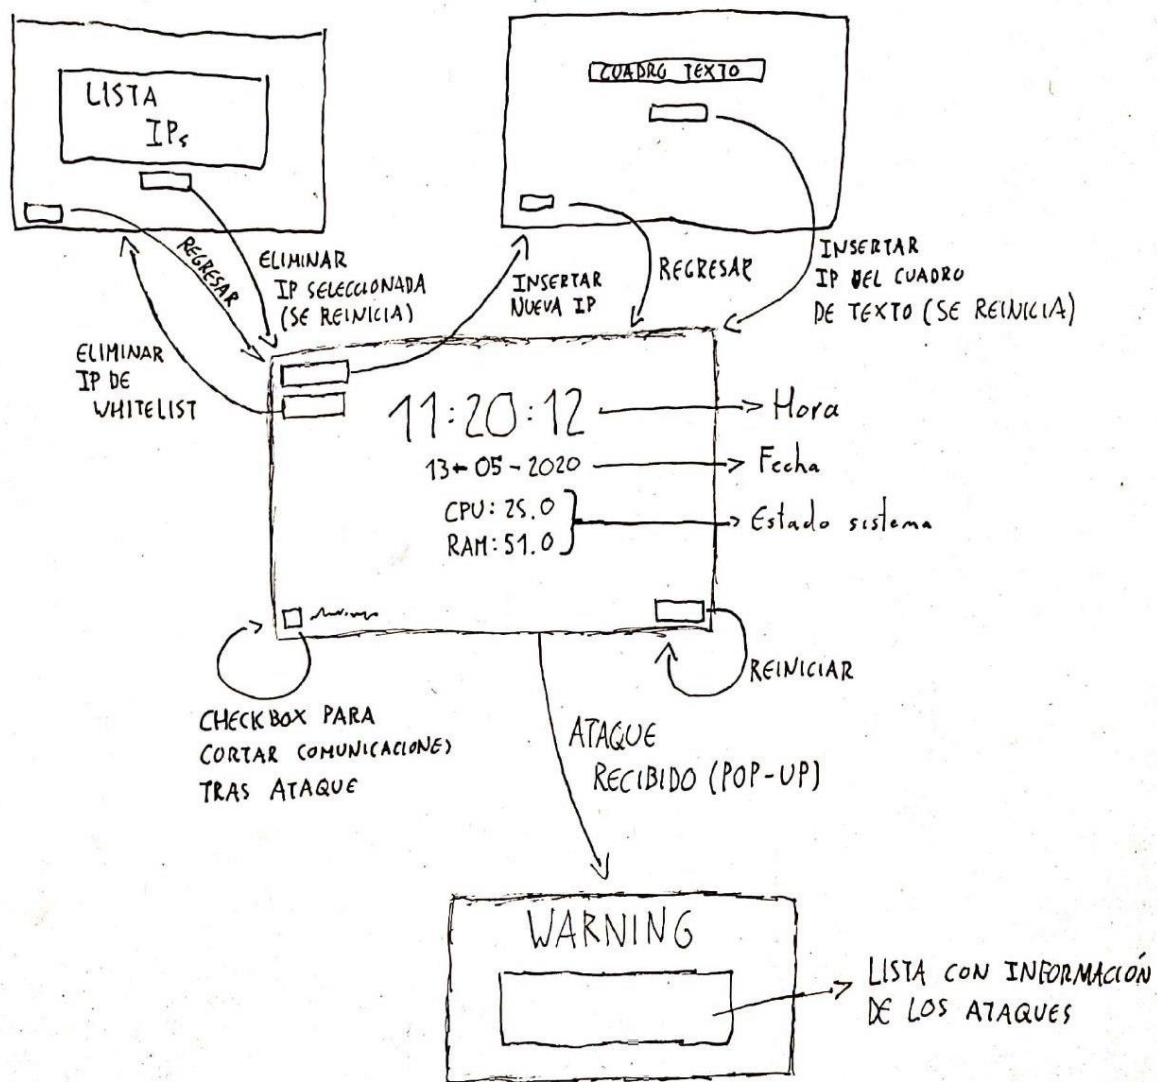 LISTA
IPs
CUADRO TEXTO
REGRESAR
ELIMINAR
IP SELECCIONADA
(SE REINICIA)
INSERTAR
NUEVA IP
REGRESAR
INSERTAR
IP DEL CUADRO
DE TEXTO (SE REINICIA)
ELIMINAR
IP DE
WHITELIST
11:20:12
Hora
13-05-2020
Fecha
CPU: 25.0
RAM: 51.0
Estado sistema
REINICIAR
CHECKBOX PARA
CORTAR COMUNICACIONES
TRAS ATAQUE
ATAQUE
RECIBIDO (POP-UP)
WARNING
LISTA CON INFORMACIÓN
DE LOS ATAQUES